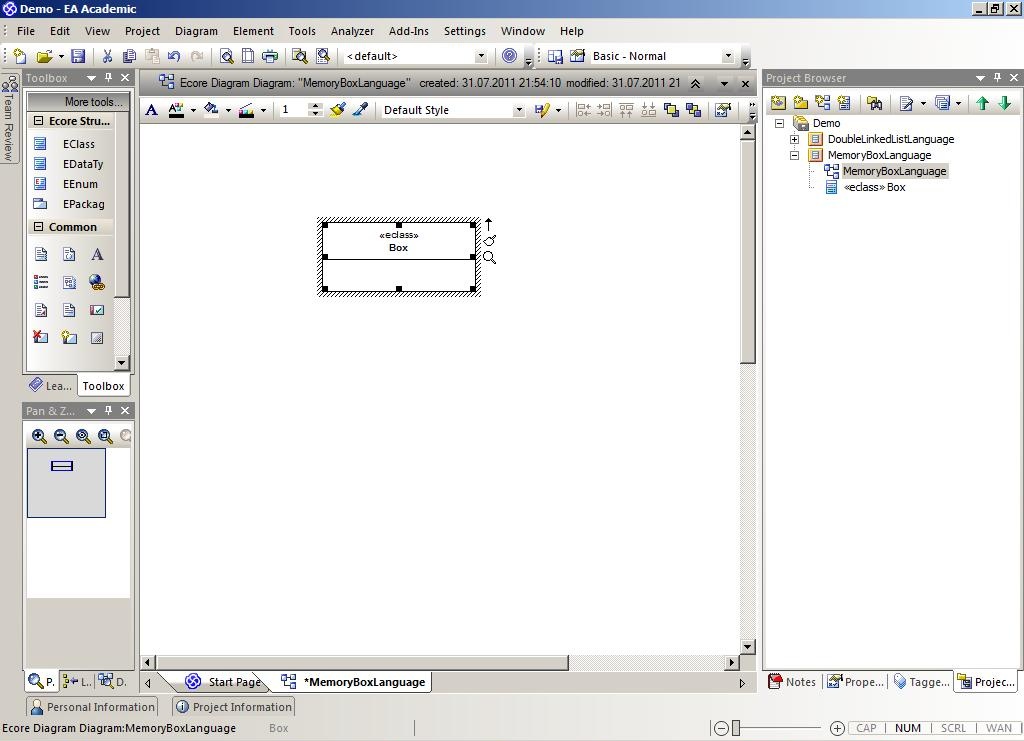 Demo - EA Academic
File Edit View Project Diagram Element Tools Analyzer Add-Ins Settings Window Help
<default> Basic - Normal
Team Review
Toolbox
More tools...
Ecore Stru...
EClass
EDataTy
EEnum
EPackag
Common
A
Lea... Toolbox
Pan & Z...
P. L.. D.
Ecore Diagram Diagram: "MemoryBoxLanguage" created: 31.07.2011 21:54:10 modified: 31.07.2011 21
A 1 Default Style
«eclass»
Box
Start Page *MemoryBoxLanguage
Project Browser
Demo
DoubleLinkedListLanguage
MemoryBoxLanguage
MemoryBoxLanguage
«eclass» Box
Notes Prope... Tagge... Projec...
Personal Information Project Information
Ecore Diagram Diagram:MemoryBoxLanguage Box CAP NUM SCRL WAN